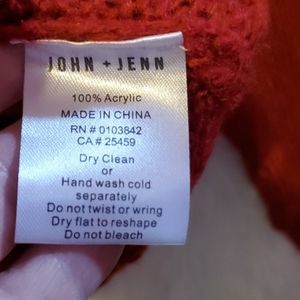 JOHN + JENN
100% Acrylic
MADE IN CHINA
RN # 0103842
CA # 25459
Dry Clean
or
Hand wash cold
separately
Do not twist or wring
Dry flat to reshape
Do not bleach